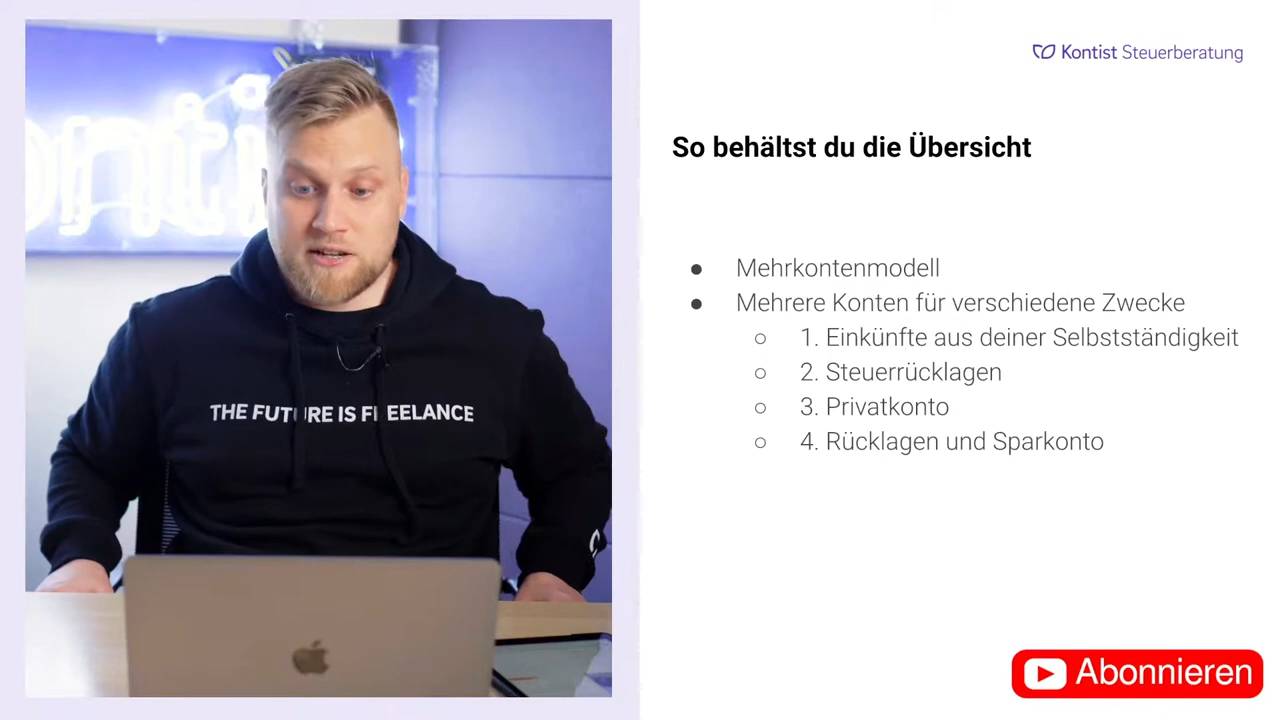 Kontist Steuerberatung
So behältst du die Übersicht
Mehrkontenmodell
Mehrere Konten für verschiedene Zwecke
1. Einkünfte aus deiner Selbstständigkeit
2. Steuerrücklagen
3. Privatkonto
4. Rücklagen und Sparkonto
THE FUTURE IS FREELANCE
Abonnieren